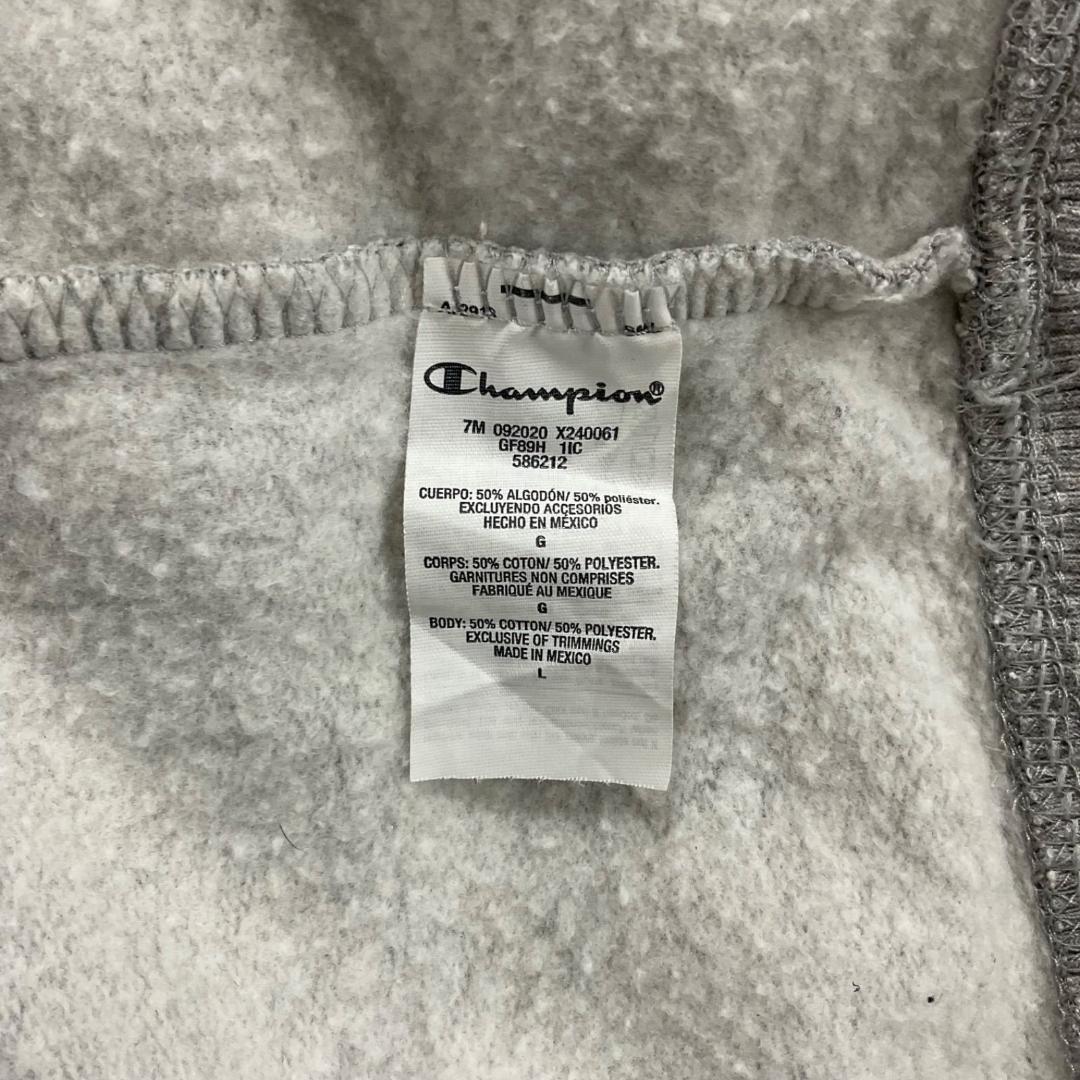 Champion®
7M 092020 X240061
GF89H 1IC
586212
CUERPO: 50% ALGODÓN/ 50% poliéster.
EXCLUYENDO ACCESORIOS
HECHO EN MÉXICO
G
CORPS: 50% COTON/ 50% POLYESTER.
GARNITURES NON COMPRISES
FABRIQUÉ AU MEXIQUE
G
BODY: 50% COTTON/ 50% POLYESTER.
EXCLUSIVE OF TRIMMINGS
MADE IN MEXICO
L